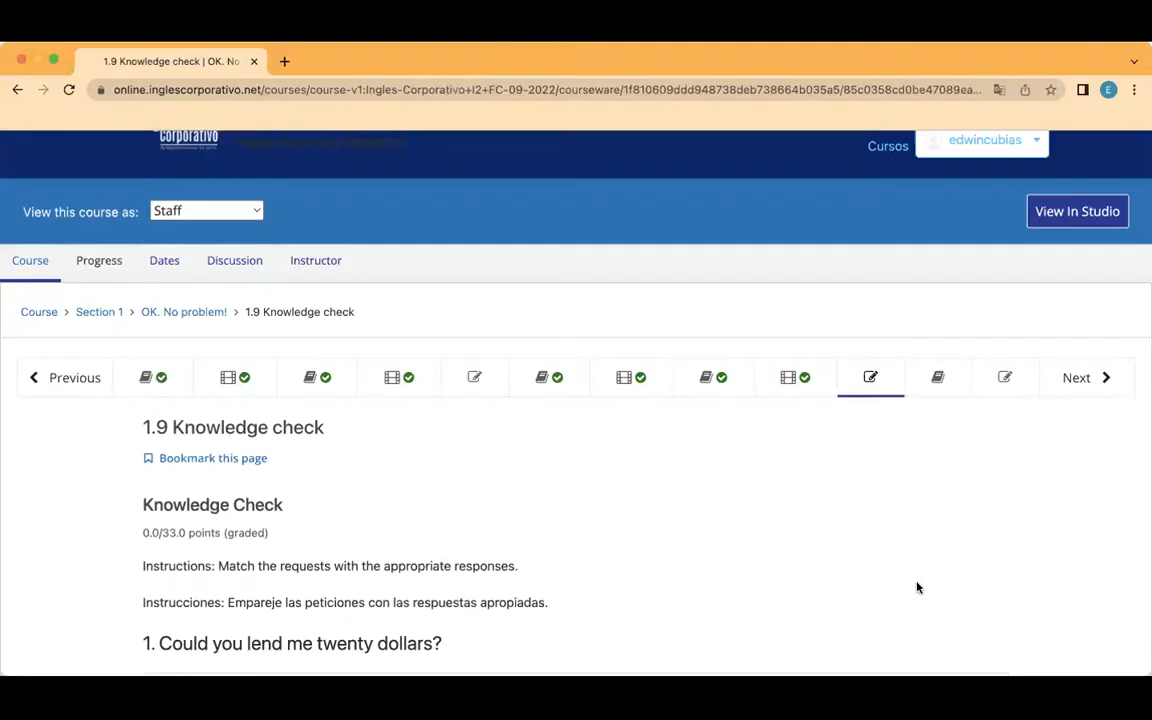 1.9 Knowledge check | OK. No
online.inglescorporativo.net/courses/course-v1:Ingles-Corporativo+I2+FC-09-2022/courseware/1f810609ddd948738deb738664b035a5/85c0358cd0be47089ea...
E
corporativo
Cursos
edwincubias
View this course as:
Staff
View In Studio
Course
Progress
Dates
Discussion
Instructor
Course > Section 1 > OK. No problem! > 1.9 Knowledge check
Previous
Next
1.9 Knowledge check
Bookmark this page
Knowledge Check
0.0/33.0 points (graded)
Instructions: Match the requests with the appropriate responses.
Instrucciones: Empareje las peticiones con las respuestas apropiadas.
1. Could you lend me twenty dollars?